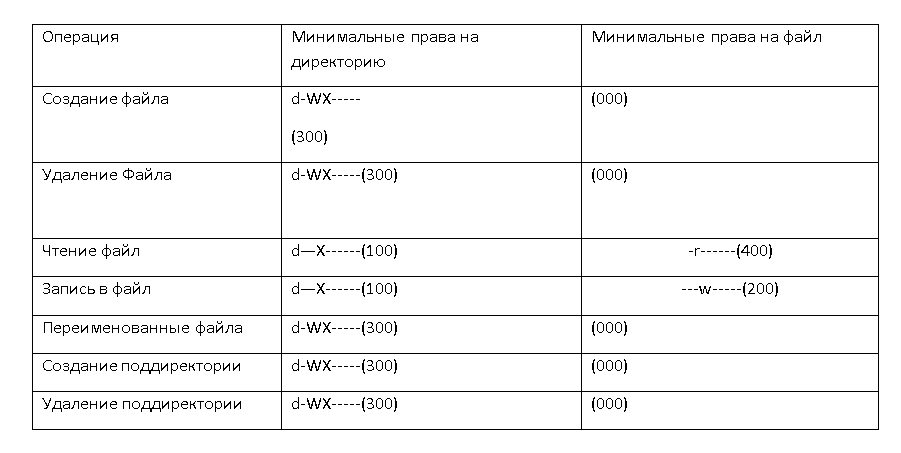 Операция Минимальные права на директорию Минимальные права на файл
Создание файла d-WX----- (300) (000)
Удаление Файла d-WX-----(300) (000)
Чтение файл d—X------(100) -r------(400)
Запись в файл d—X------(100) ---w-----(200)
Переименованные файла d-WX-----(300) (000)
Создание поддиректории d-WX-----(300) (000)
Удаление поддиректории d-WX-----(300) (000)